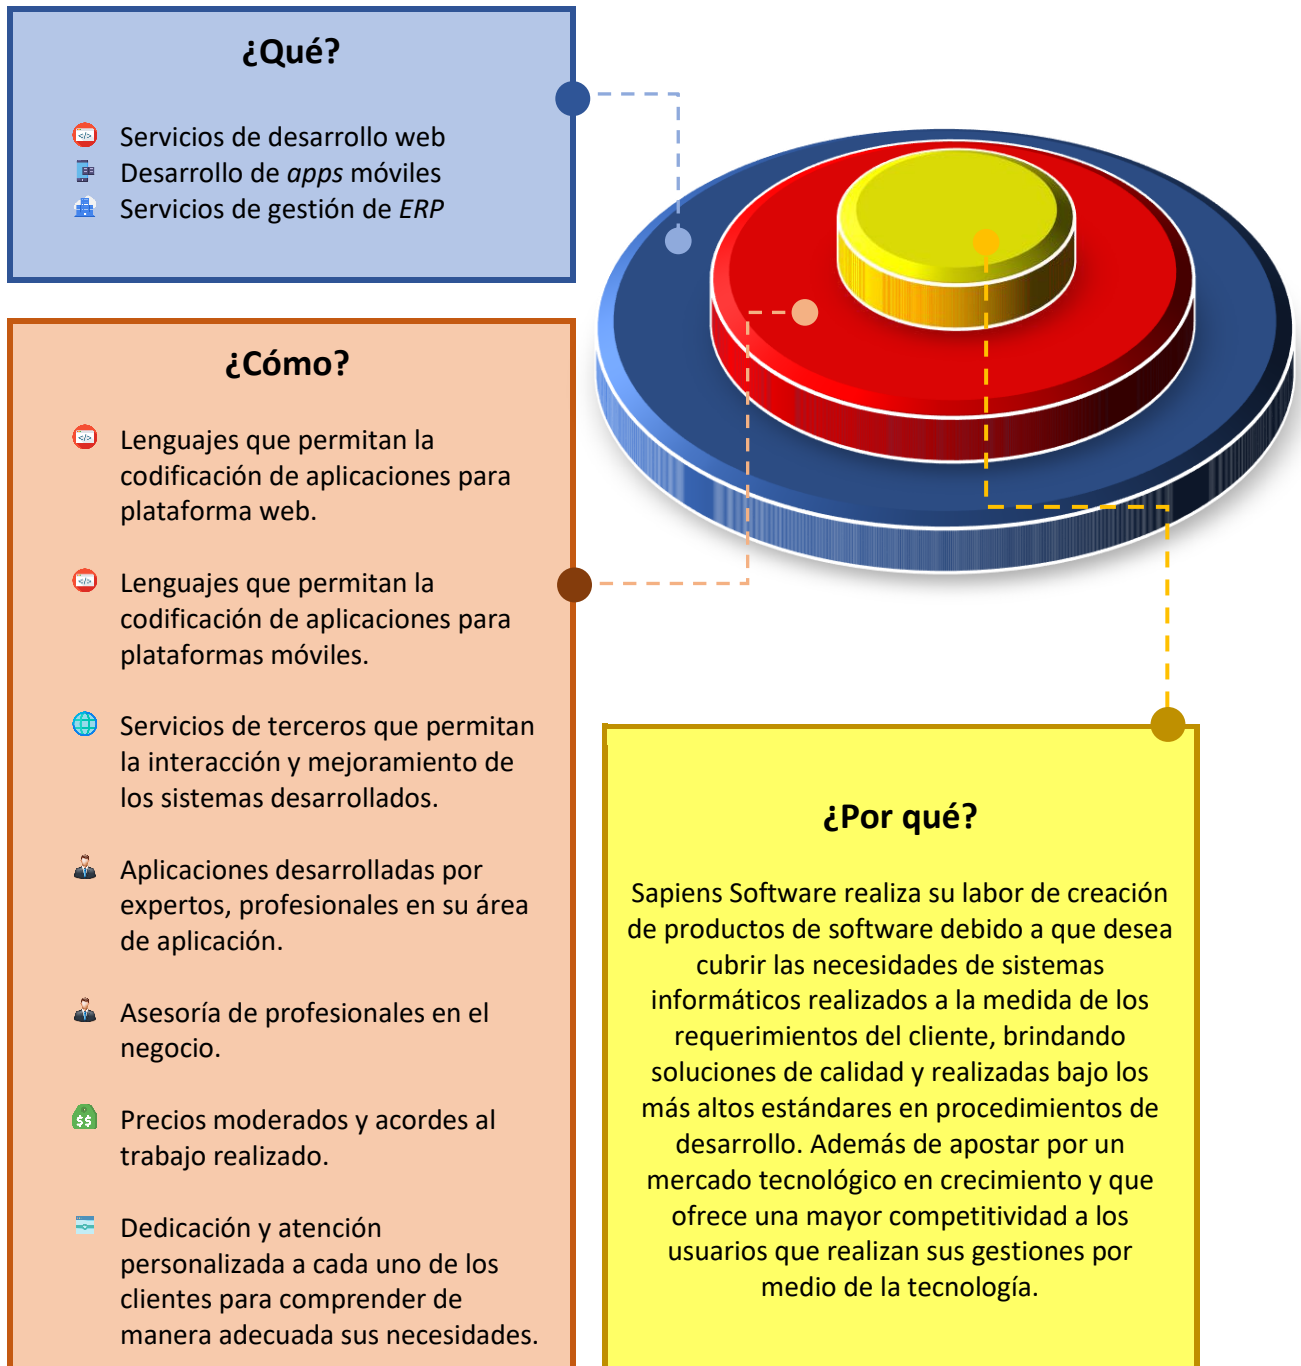 ¿Qué?
Servicios de desarrollo web
Desarrollo de apps móviles
Servicios de gestión de ERP
¿Cómo?
Lenguajes que permitan la
codificación de aplicaciones para
plataforma web.
Lenguajes que permitan la
codificación de aplicaciones para
plataformas móviles.
Servicios de terceros que permitan
la interacción y mejoramiento de
los sistemas desarrollados.
Aplicaciones desarrolladas por
expertos, profesionales en su área
de aplicación.
Asesoría de profesionales en el
negocio.
Precios moderados y acordes al
trabajo realizado.
Dedicación y atención
personalizada a cada uno de los
clientes para comprender de
manera adecuada sus necesidades.
¿Por qué?
Sapiens Software realiza su labor de creación
de productos de software debido a que desea
cubrir las necesidades de sistemas
informáticos realizados a la medida de los
requerimientos del cliente, brindando
soluciones de calidad y realizadas bajo los
más altos estándares en procedimientos de
desarrollo. Además de apostar por un
mercado tecnológico en crecimiento y que
ofrece una mayor competitividad a los
usuarios que realizan sus gestiones por
medio de la tecnología.